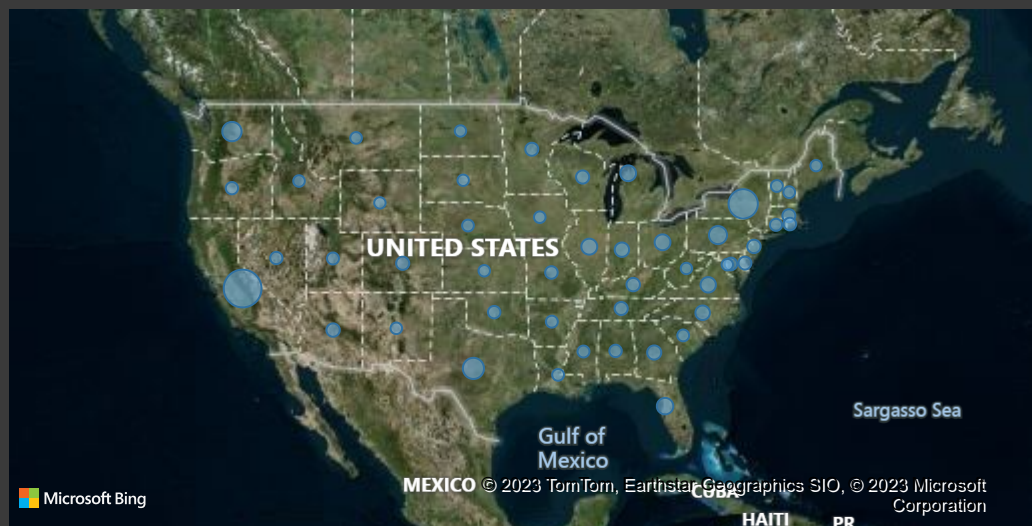 UNITED STATES
Sargasso Sea
Gulf of
Mexico
MEXICO
© 2023 TomTom, Earthstar Geographics SIO, © 2023 Microsoft
Corporation
CUBA
Microsoft Bing
HAITI
PR